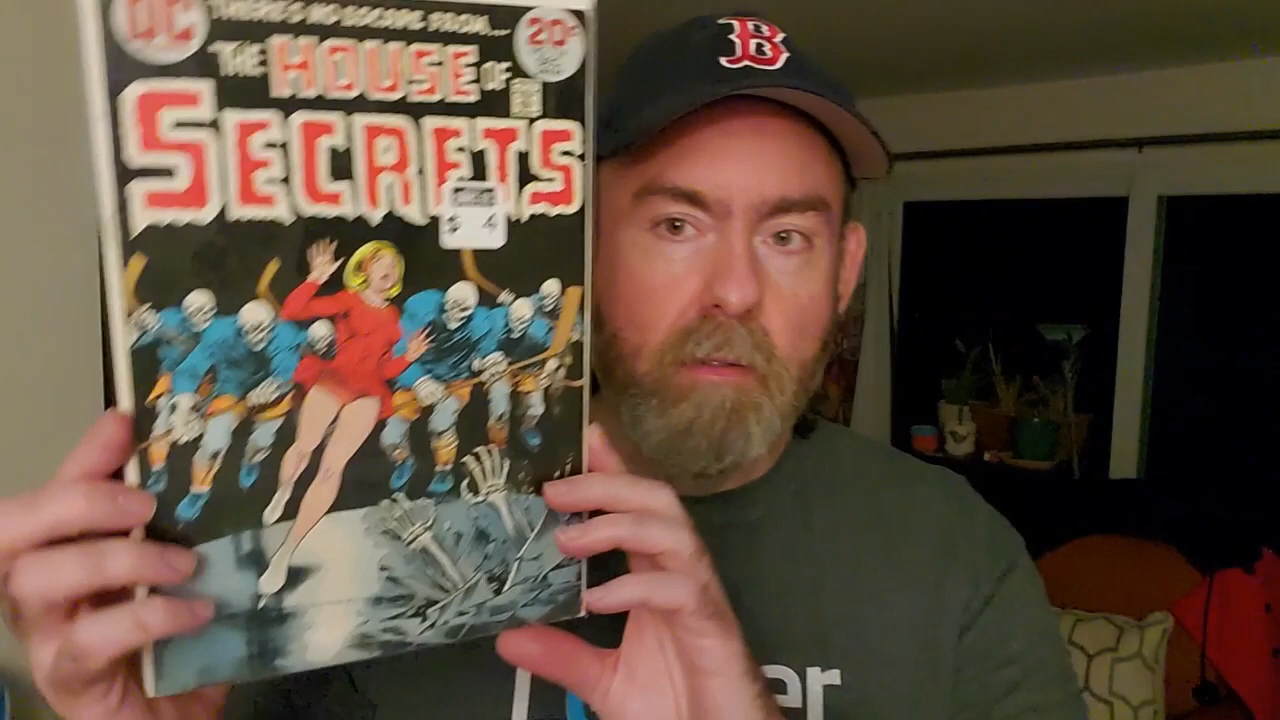 DC
THERE'S NO ESCAPE FROM...
20¢
THE HOUSE OF
SECRETS
$ 4
B
er